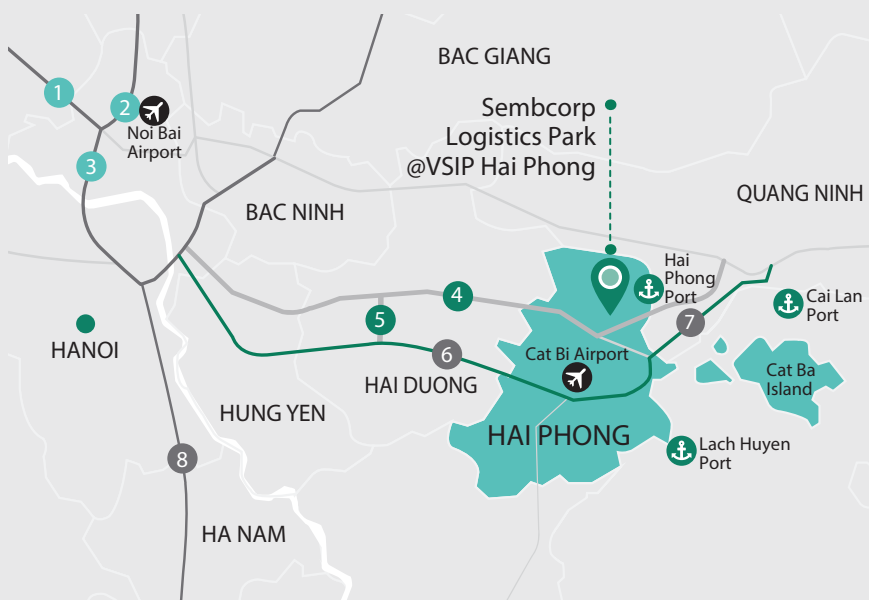 BAC GIANG
1
2
Noi Bai
Airport
3
Sembcorp
Logistics Park
@VSIP Hai Phong
QUANG NINH
BAC NINH
Hai
Phong
Port
Cai Lan
Port
4
5
7
HANOI
6
Cat Bi Airport
Cat Ba
Island
HAI DUONG
HUNG YEN
HAI PHONG
8
Lach Huyen
Port
HA NAM